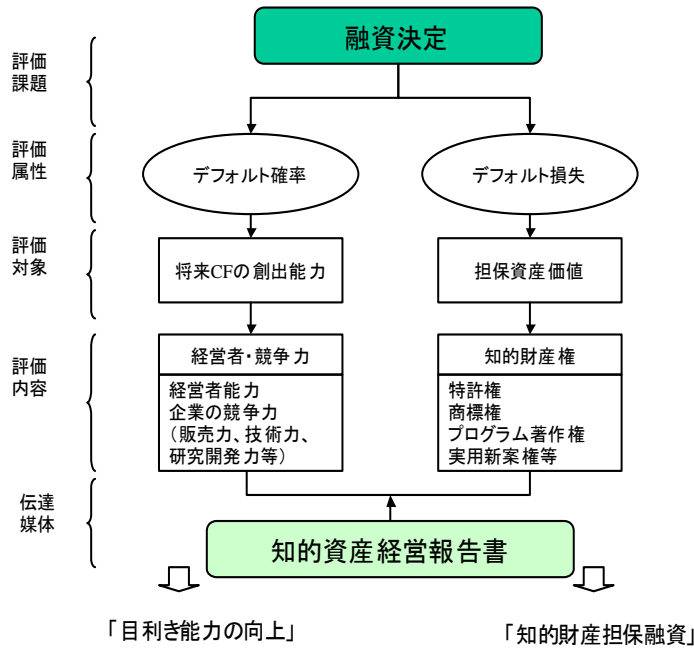 融資決定
評価
課題
評価
属性
デフォルト確率
デフォルト損失
評価
対象
将来CFの創出能力
担保資産価値
評価
内容
経営者・競争力
経営者能力
企業の競争力
（販売力、技術力、
研究開発力等）
知的財産権
特許権
商標権
プログラム著作権
実用新案権等
伝達
媒体
知的資産経営報告書
「目利き能力の向上」
「知的財産担保融資」